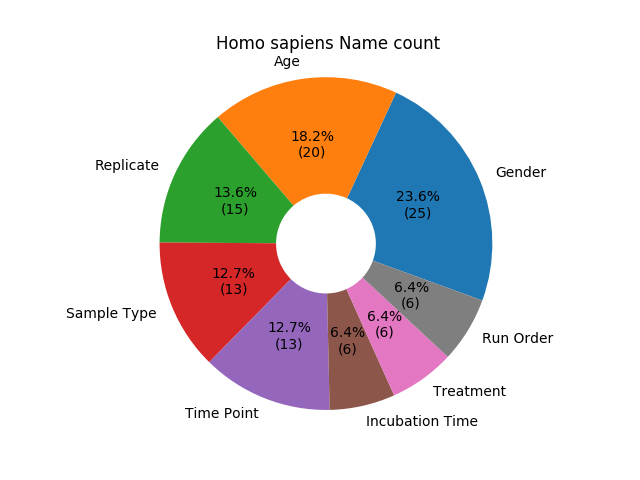 Homo sapiens Name count
Age
Gender
Replicate
Sample Type
Time Point
Incubation Time
Treatment
Run Order
18.2%
(20)
23.6%
(25)
13.6%
(15)
12.7%
(13)
12.7%
(13)
6.4%
(6)
6.4%
(6)
6.4%
(6)